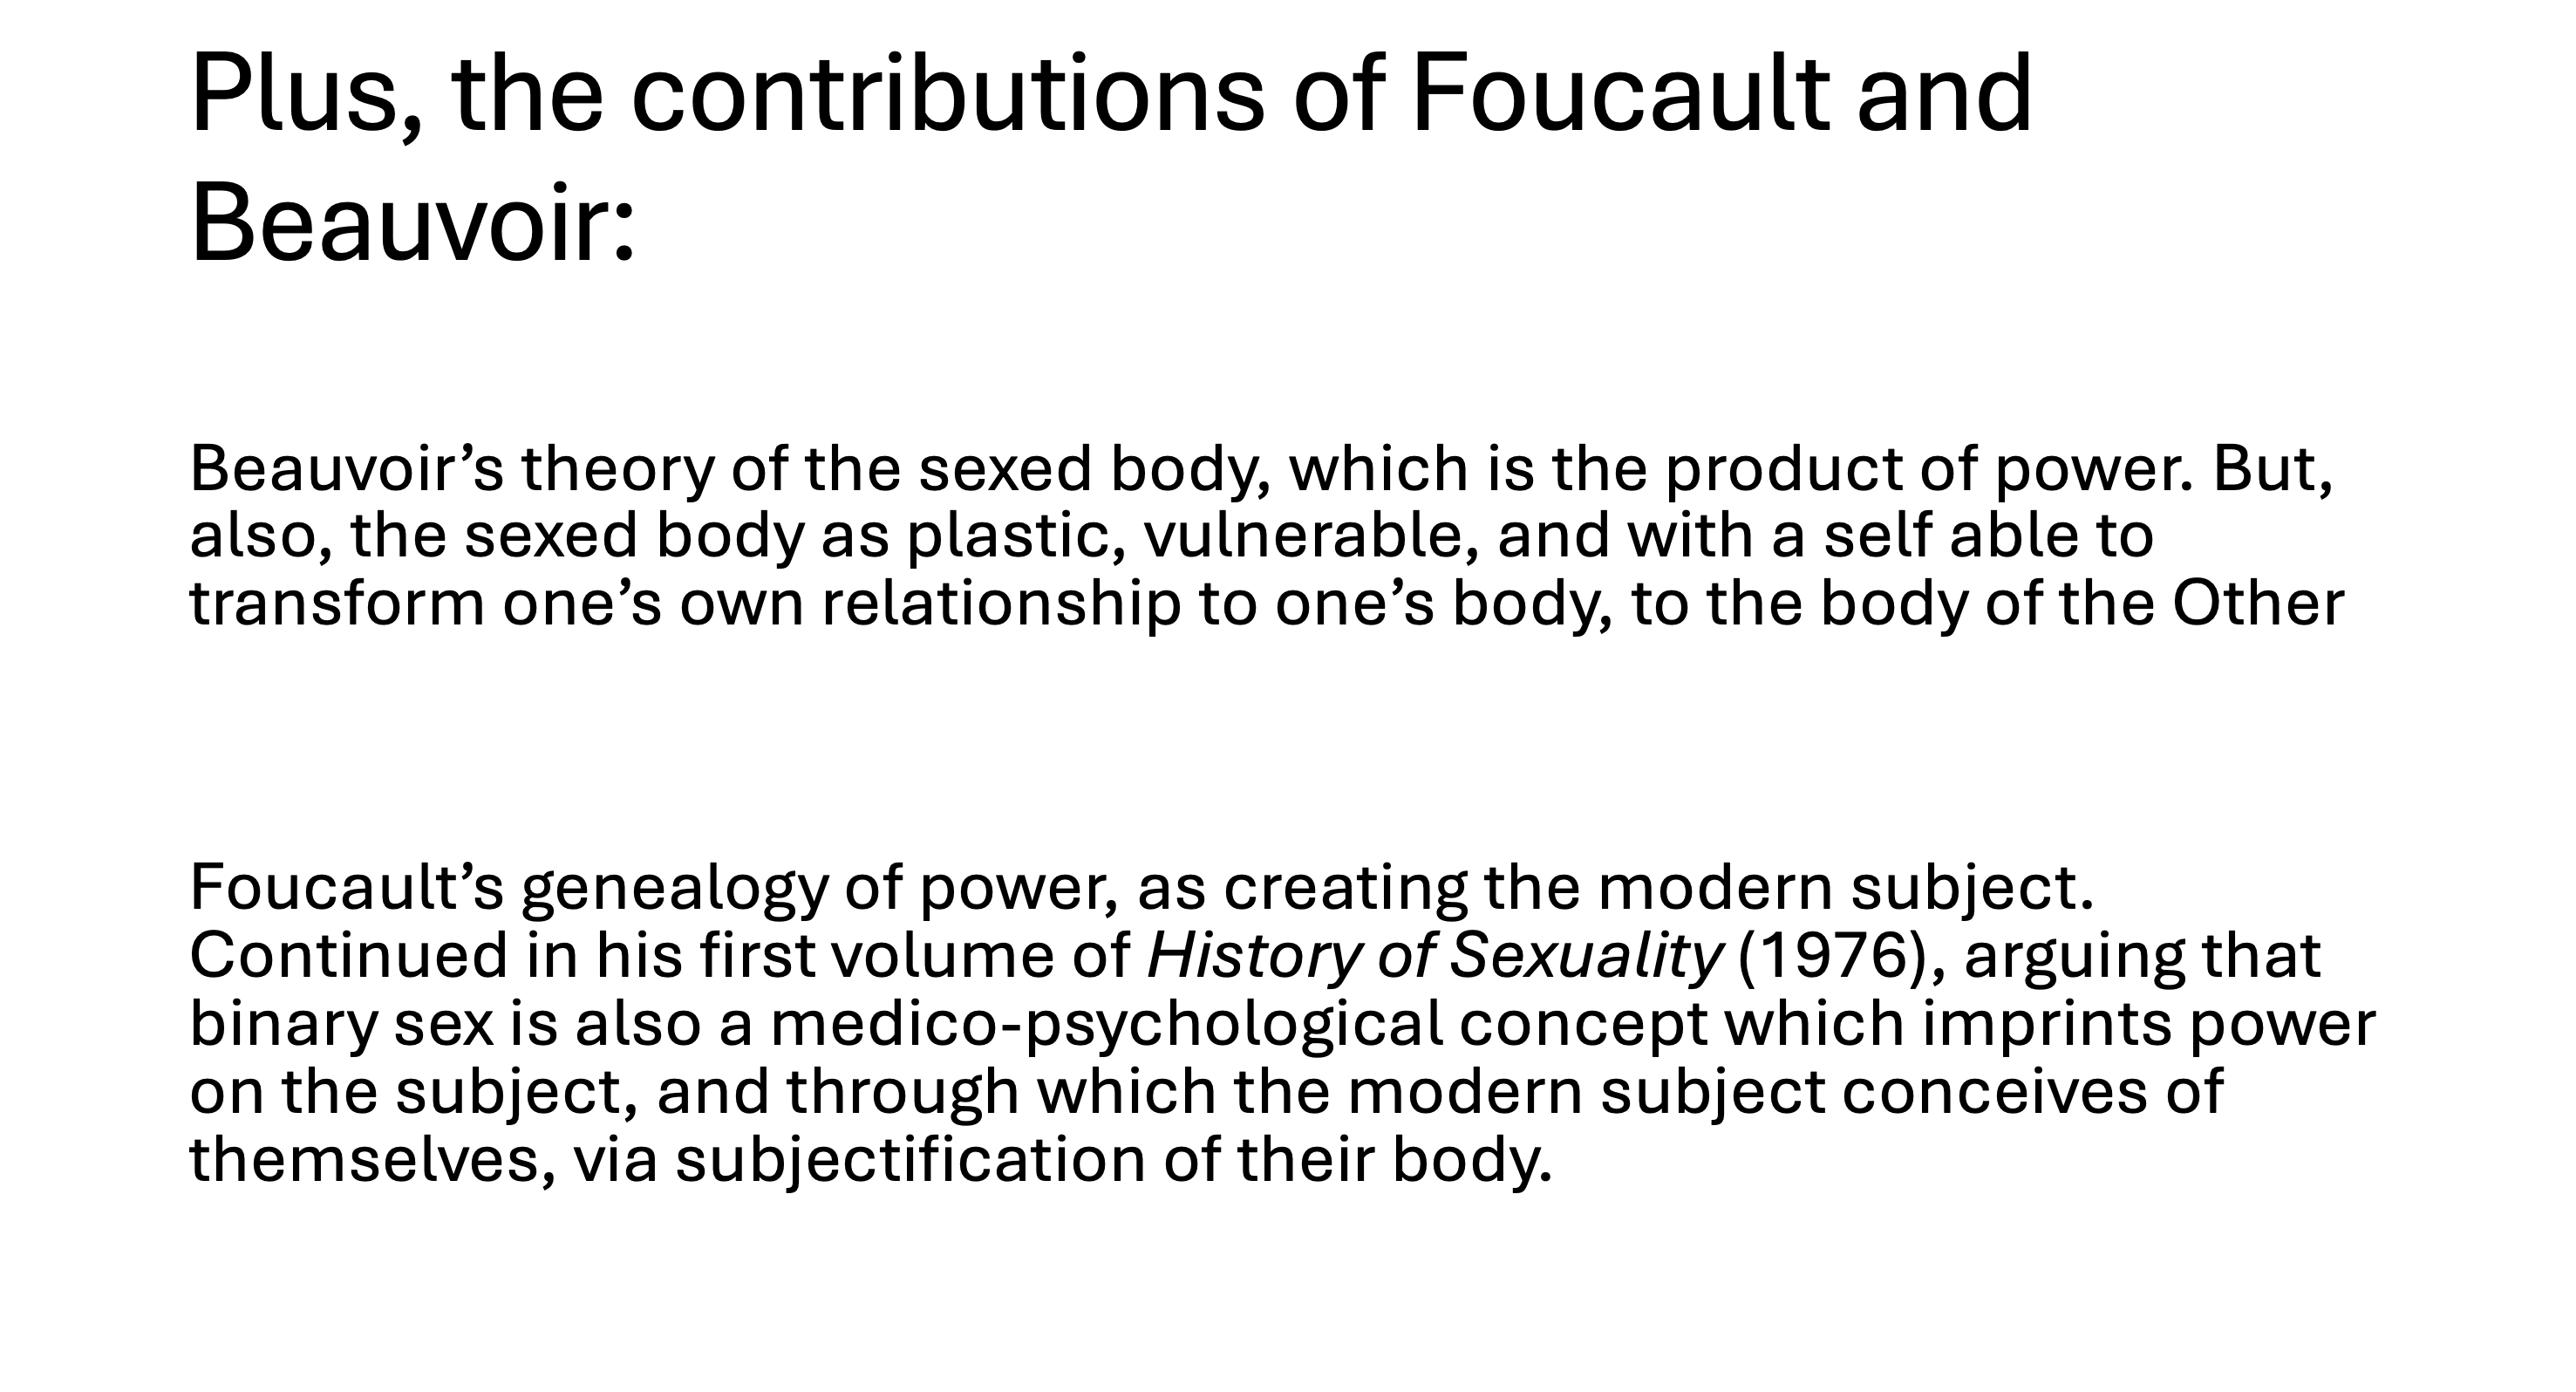 Plus, the contributions of Foucault and
Beauvoir:
Beauvoir’s theory of the sexed body, which is the product of power. But,
also, the sexed body as plastic, vulnerable, and with a self able to
transform one’s own relationship to one’s body, to the body of the Other
Foucault’s genealogy of power, as creating the modern subject.
Continued in his first volume of History of Sexuality (1976), arguing that
binary sex is also a medico-psychological concept which imprints power
on the subject, and through which the modern subject conceives of
themselves, via subjectification of their body.